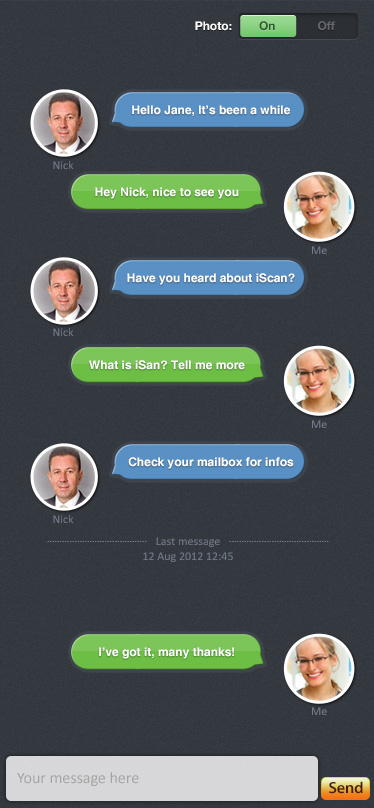 Photo: On Off
Hello Jane, It's been a while
Nick
Hey Nick, nice to see you
Me
Have you heard about iScan?
Nick
What is iSan? Tell me more
Me
Check your mailbox for infos
Nick
Last message
12 Aug 2012 12:45
I've got it, many thanks!
Me
Your message here
Send